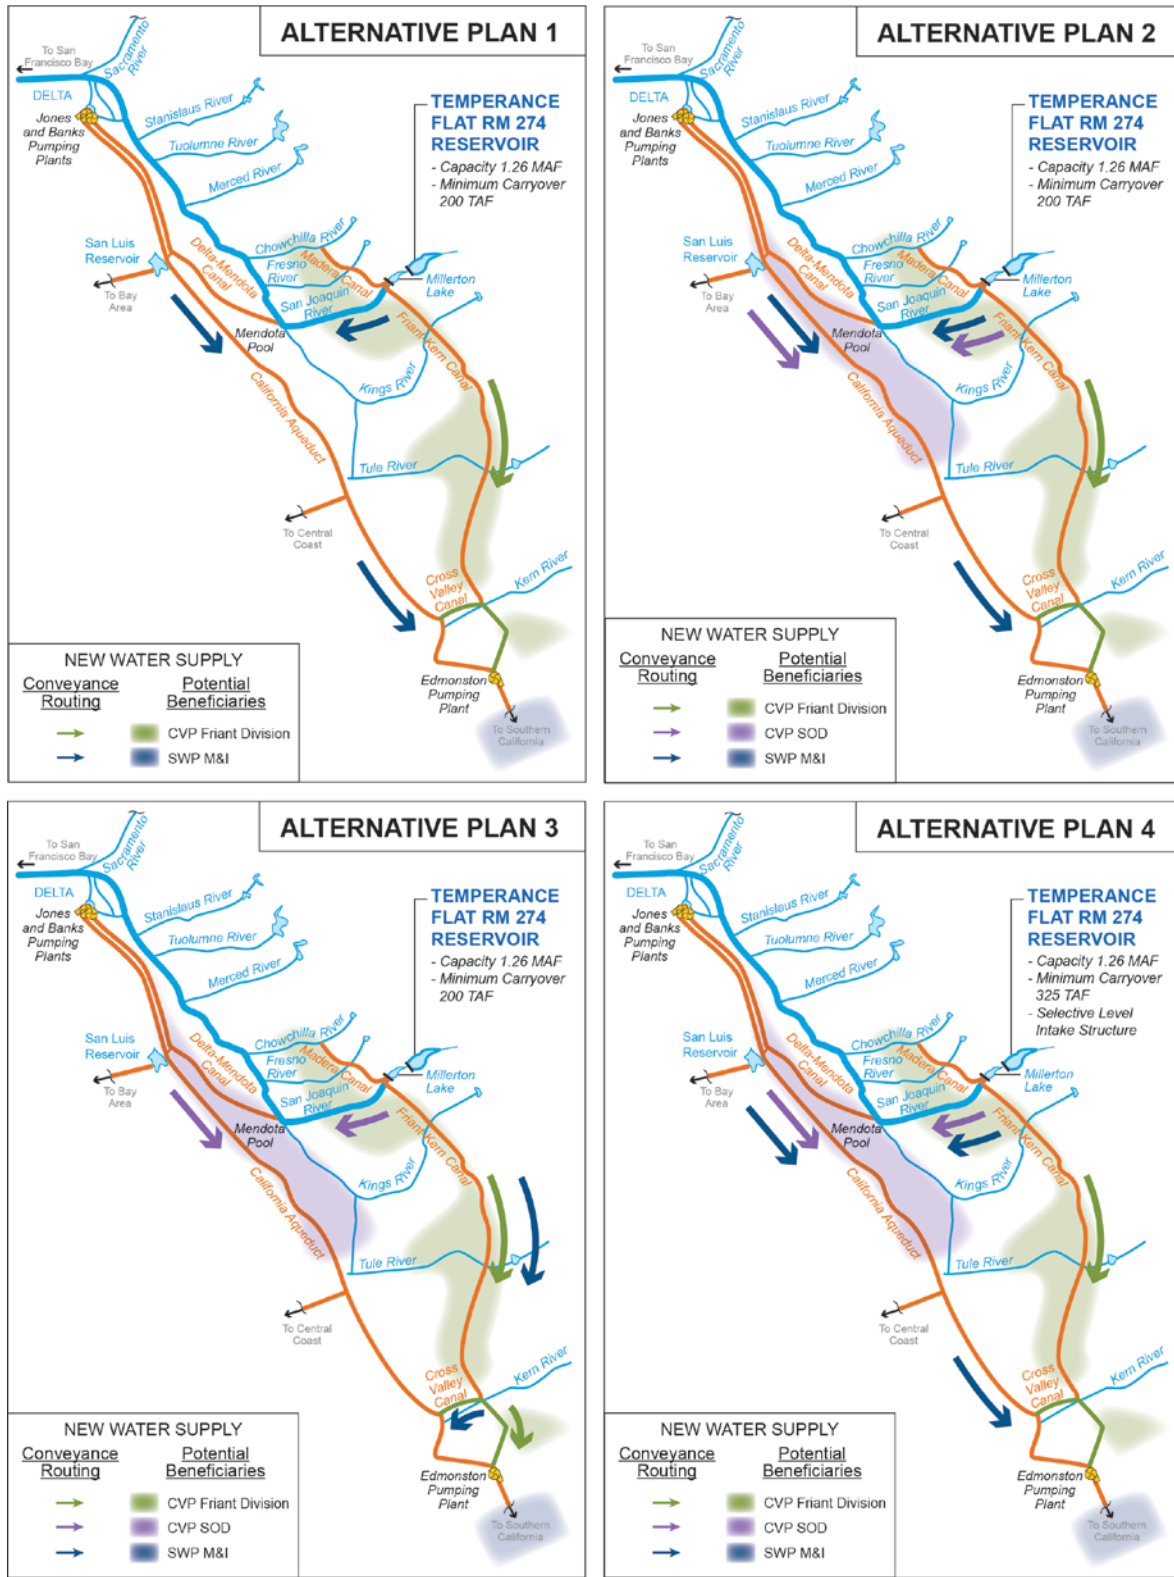 ALTERNATIVE PLAN 1
To San
Francisco Bay
Sacramento
River
DELTA
Jones
and Banks
Pumping
Plants
Stanislaus River
Tuolumne River
Merced River
TEMPERANCE
FLAT RM 274
RESERVOIR
- Capacity 1.26 MAF
- Minimum Carryover
200 TAF
San Luis
Reservoir
To Bay
Area
Delta-Mendota
Canal
Chowchilla River
Fresno
River
Madera Canal
San Joaquin
River
Millerton
Lake
Mendota
Pool
Friant Kern Canal
Kings River
California Aqueduct
Tule River
To Central
Coast
Cross
Valley
Canal
Kern River
Edmonston
Pumping
Plant
To Southern
California
NEW WATER SUPPLY
Conveyance
Routing
Potential
Beneficiaries
CVP Friant Division
SWP M&I
ALTERNATIVE PLAN 2
To San
Francisco Bay
Sacramento
River
DELTA
Jones
and Banks
Pumping
Plants
Stanislaus River
Tuolumne River
Merced River
TEMPERANCE
FLAT RM 274
RESERVOIR
- Capacity 1.26 MAF
- Minimum Carryover
200 TAF
San Luis
Reservoir
To Bay
Area
Delta-Mendota
Canal
Chowchilla River
Fresno
River
Madera Canal
San Joaquin
River
Millerton
Lake
Mendota
Pool
Friant Kern Canal
Kings River
California Aqueduct
Tule River
To Central
Coast
Cross
Valley
Canal
Kern River
Edmonston
Pumping
Plant
To Southern
California
NEW WATER SUPPLY
Conveyance
Routing
Potential
Beneficiaries
CVP Friant Division
CVP SOD
SWP M&I
ALTERNATIVE PLAN 3
To San
Francisco Bay
Sacramento
River
DELTA
Jones
and Banks
Pumping
Plants
Stanislaus River
Tuolumne River
Merced River
TEMPERANCE
FLAT RM 274
RESERVOIR
- Capacity 1.26 MAF
- Minimum Carryover
200 TAF
San Luis
Reservoir
To Bay
Area
Delta-Mendota
Canal
Chowchilla River
Fresno
River
Madera Canal
San Joaquin
River
Millerton
Lake
Mendota
Pool
Friant Kern Canal
Kings River
California Aqueduct
Tule River
To Central
Coast
Cross
Valley
Canal
Kern River
Edmonston
Pumping
Plant
To Southern
California
NEW WATER SUPPLY
Conveyance
Routing
Potential
Beneficiaries
CVP Friant Division
CVP SOD
SWP M&I
ALTERNATIVE PLAN 4
To San
Francisco Bay
Sacramento
River
DELTA
Jones
and Banks
Pumping
Plants
Stanislaus River
Tuolumne River
Merced River
TEMPERANCE
FLAT RM 274
RESERVOIR
- Capacity 1.26 MAF
- Minimum Carryover
325 TAF
- Selective Level
Intake Structure
San Luis
Reservoir
To Bay
Area
Delta-Mendota
Canal
Chowchilla River
Fresno
River
Madera Canal
San Joaquin
River
Millerton
Lake
Mendota
Pool
Friant Kern Canal
Kings River
California Aqueduct
Tule River
To Central
Coast
Cross
Valley
Canal
Kern River
Edmonston
Pumping
Plant
To Southern
California
NEW WATER SUPPLY
Conveyance
Routing
Potential
Beneficiaries
CVP Friant Division
CVP SOD
SWP M&I